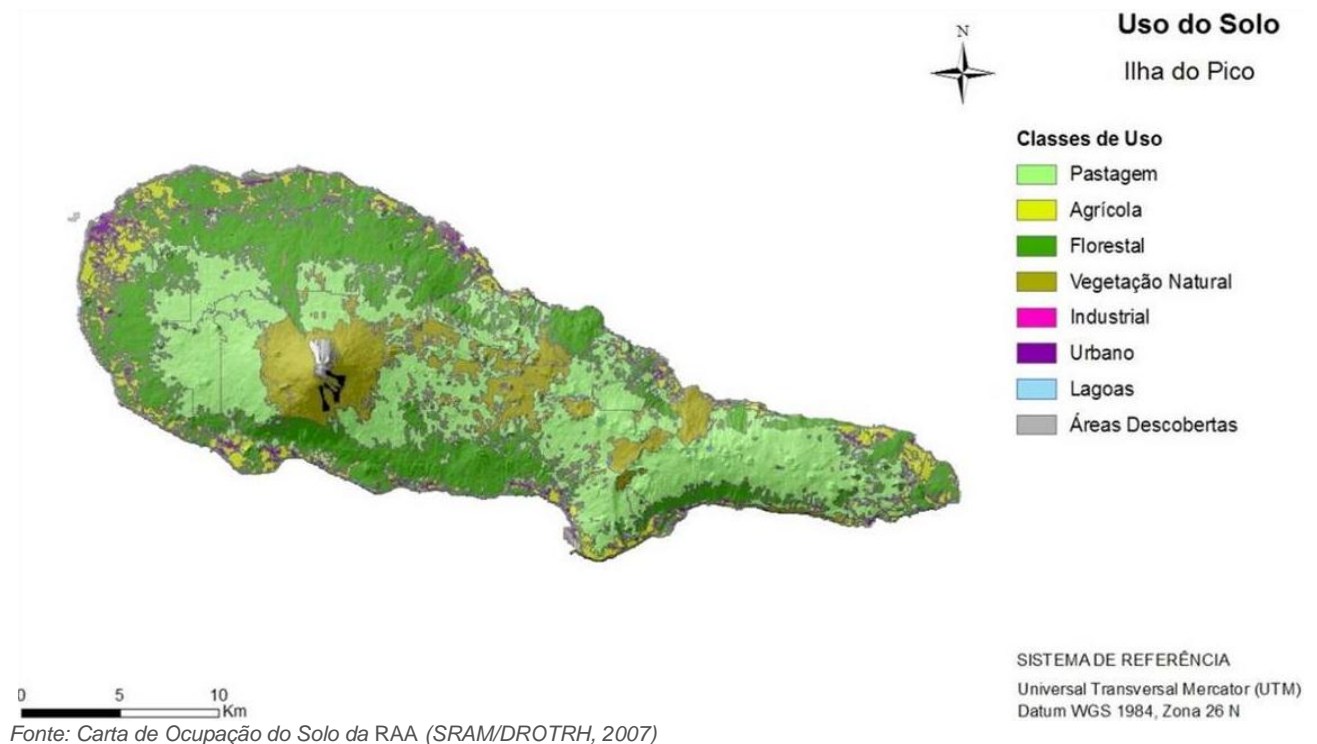 Uso do Solo
Ilha do Pico
N
Classes de Uso
Pastagem
Agrícola
Florestal
Vegetação Natural
Industrial
Urbano
Lagoas
Áreas Descobertas
SISTEMA DE REFERÊNCIA
Universal Transversal Mercator (UTM)
Datum WGS 1984, Zona 26 N
0 5 10
Km
Fonte: Carta de Ocupação do Solo da RAA (SRAM/DROTRH, 2007)